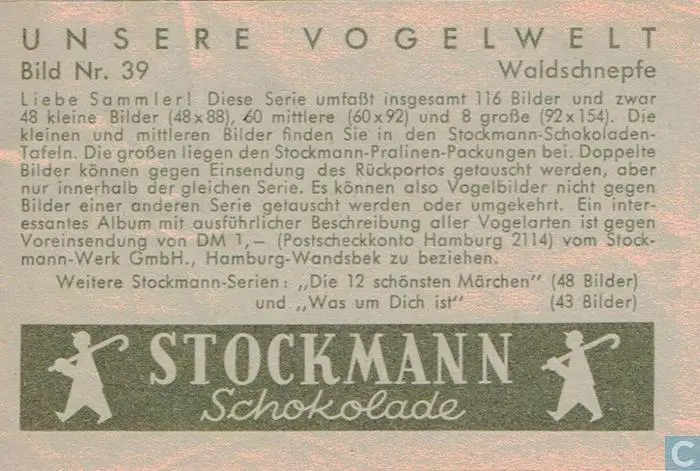 UNSERE VOGELWELT
Bild Nr. 39 Waldschnepfe
Liebe Sammler! Diese Serie umfaßt insgesamt 116 Bilder und zwar
48 kleine Bilder (48x88), 60 mittlere (60x92) und 8 große (92x154). Die
kleinen und mittleren Bilder finden Sie in den Stockmann-Schokoladen-
Tafeln. Die großen liegen den Stockmann-Pralinen-Packungen bei. Doppelte
Bilder können gegen Einsendung des Rückportos getauscht werden, aber
nur innerhalb der gleichen Serie. Es können also Vogelbilder nicht gegen
Bilder einer anderen Serie getauscht werden oder umgekehrt. Ein inter-
essantes Album mit ausführlicher Beschreibung aller Vogelarten ist gegen
Voreinsendung von DM 1,— (Postscheckkonto Hamburg 2114) vom Stock-
mann-Werk GmbH., Hamburg-Wandsbek zu beziehen.
Weitere Stockmann-Serien: „Die 12 schönsten Märchen" (48 Bilder)
und „Was um Dich ist" (43 Bilder)
STOCKMANN
Schokolade
C